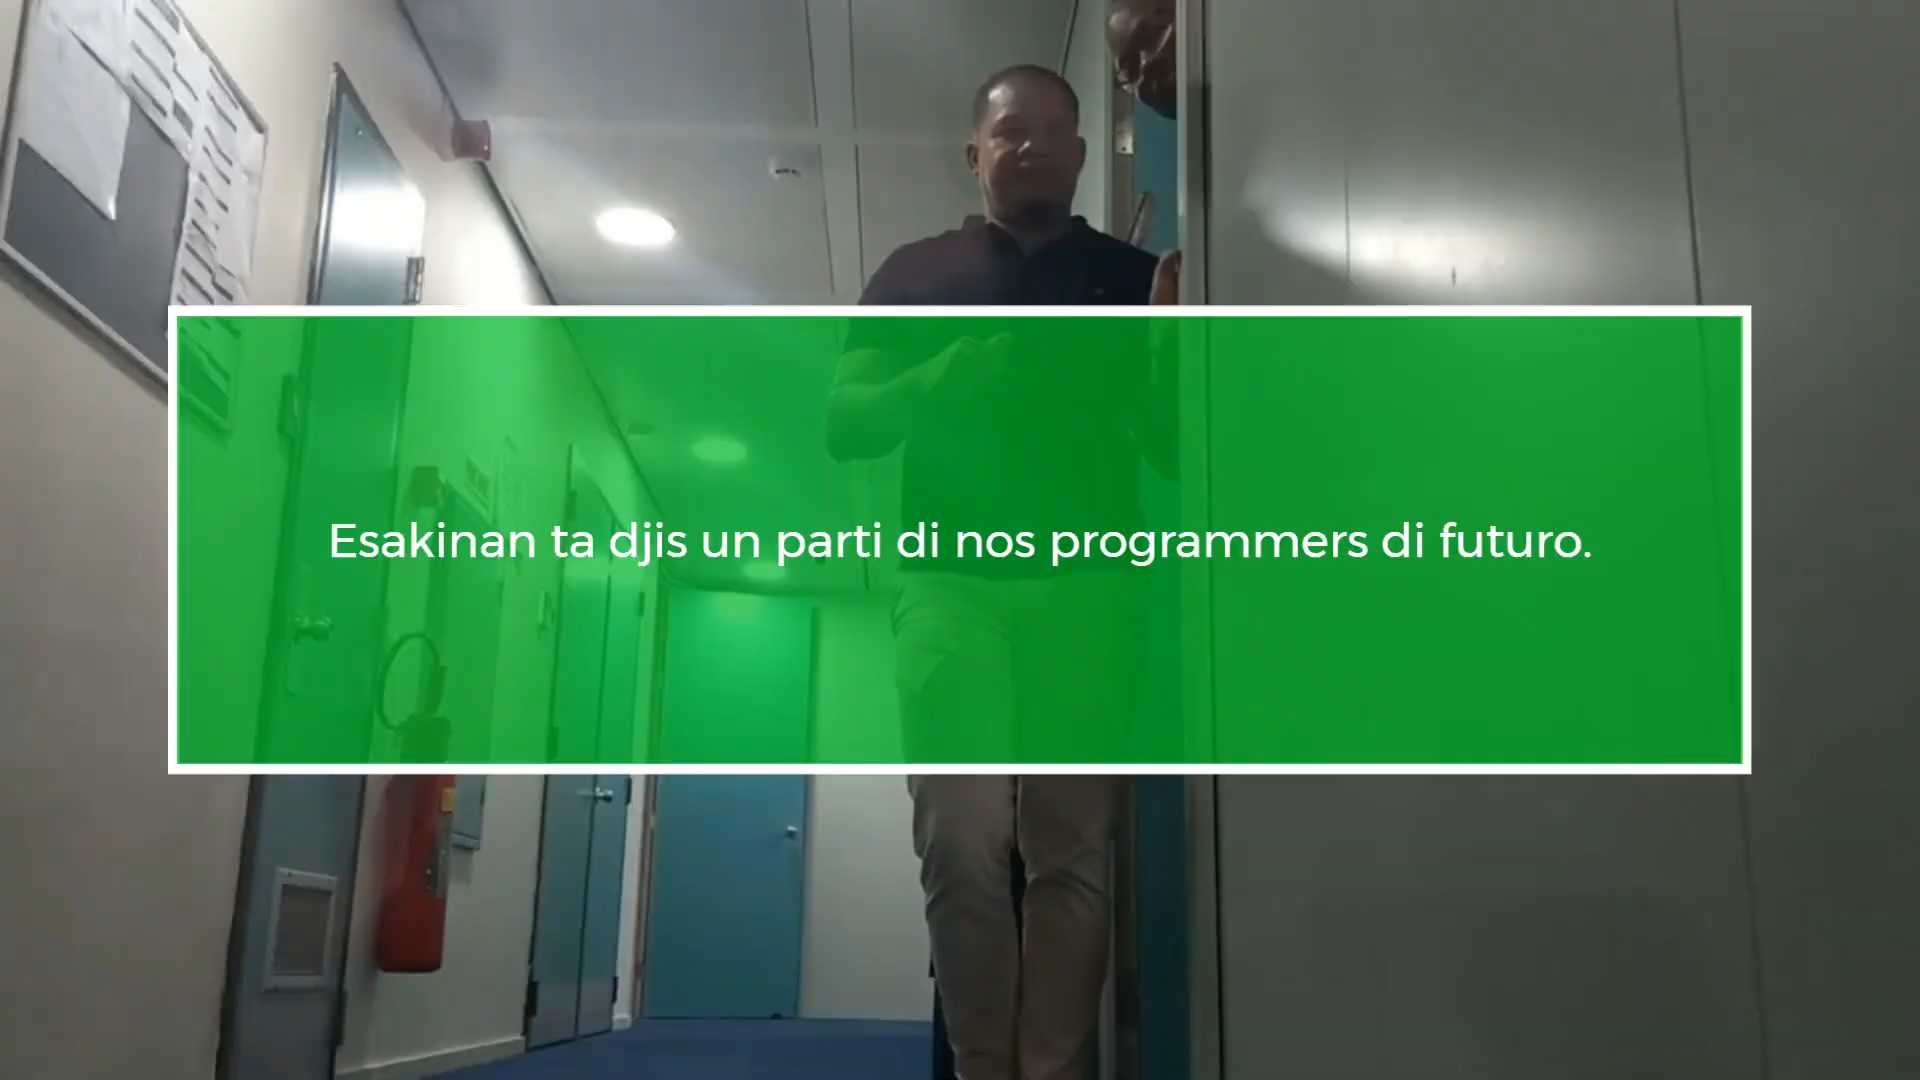 Esakinan ta djis un parti di nos programmers di futuro.